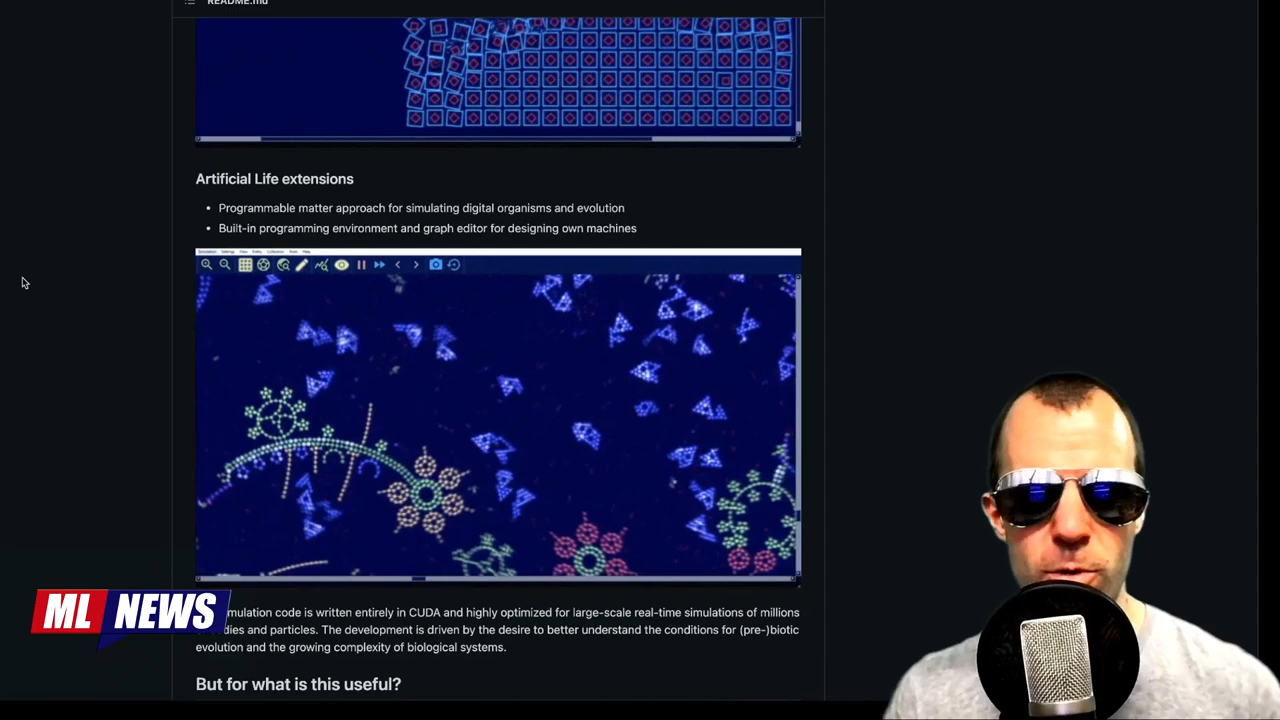 README.md
Artificial Life extensions
Programmable matter approach for simulating digital organisms and evolution
Built-in programming environment and graph editor for designing own machines
mulation code is written entirely in CUDA and highly optimized for large-scale real-time simulations of millions
dies and particles. The development is driven by the desire to better understand the conditions for (pre-)biotic
evolution and the growing complexity of biological systems.
ML NEWS
But for what is this useful?